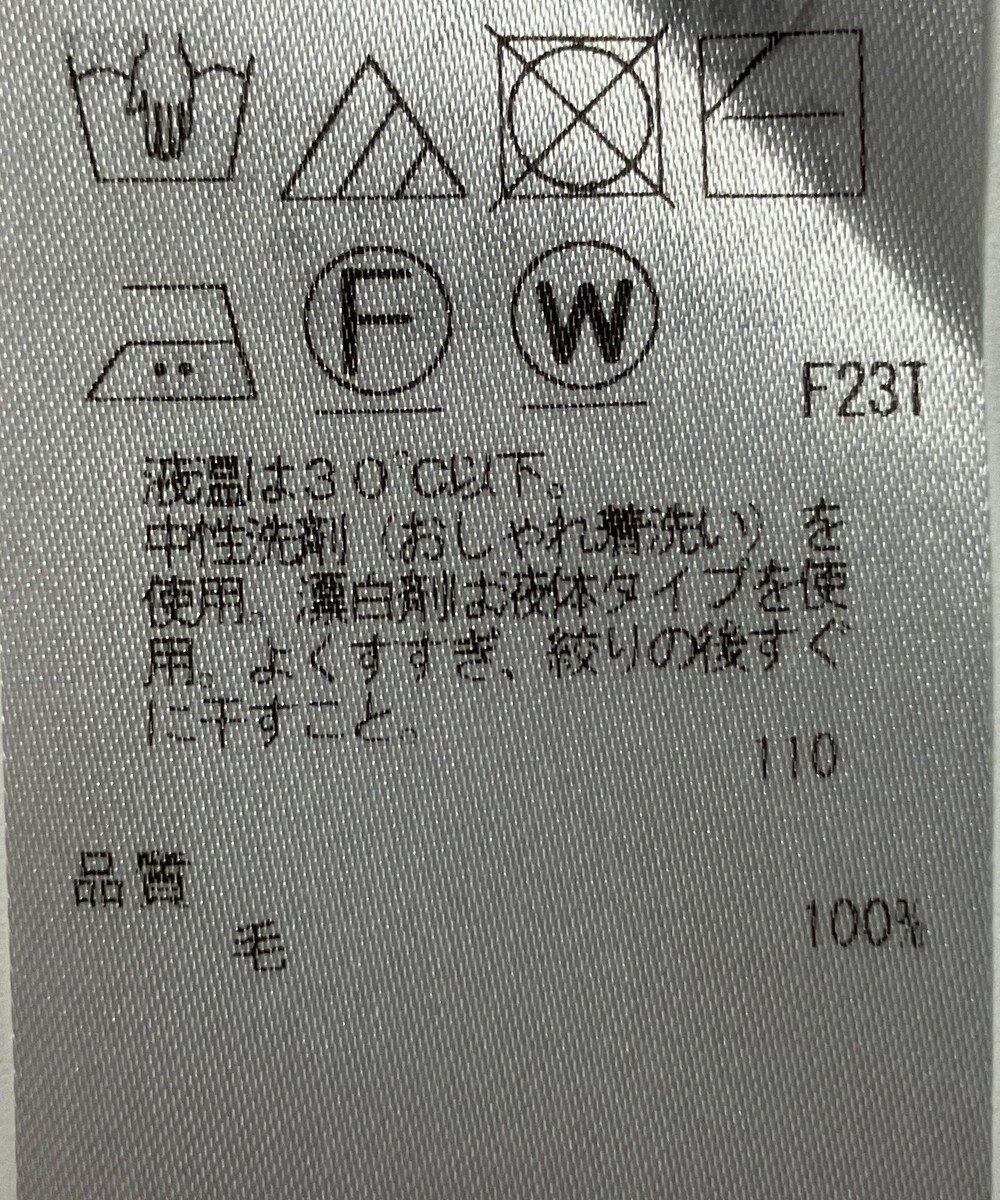 F W
F23T
液温は30℃以下。
中性洗剤(おしゃれ着洗い)を
使用。漂白剤は液体タイプを使
用。よくすすぎ、絞りの後すぐ
に干すこと。
110
品質
毛 100%